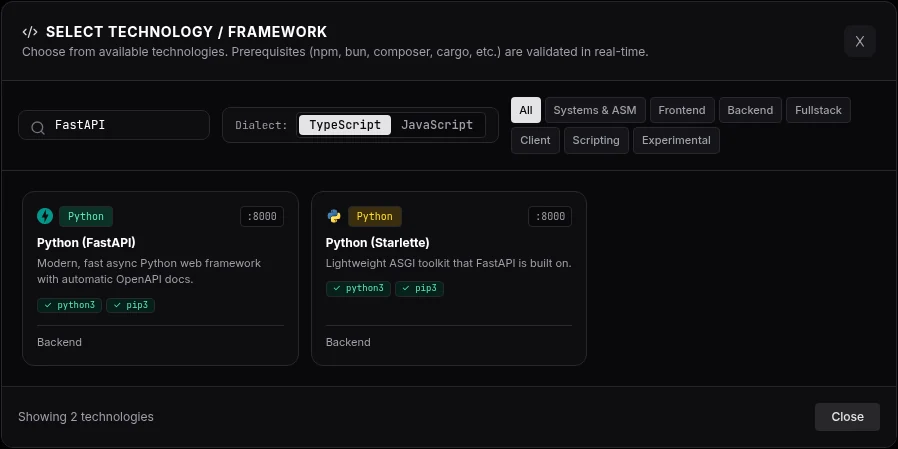 </> SELECT TECHNOLOGY / FRAMEWORK
Choose from available technologies. Prerequisites (npm, bun, composer, cargo, etc.) are validated in real-time.
X
FastAPI
Dialect: TypeScript JavaScript
All Systems & ASM Frontend Backend Fullstack
Client Scripting Experimental
Python :8000
Python (FastAPI)
Modern, fast async Python web framework
with automatic OpenAPI docs.
✓ python3 ✓ pip3
Backend
Python :8000
Python (Starlette)
Lightweight ASGI toolkit that FastAPI is built on.
✓ python3 ✓ pip3
Backend
Showing 2 technologies
Close